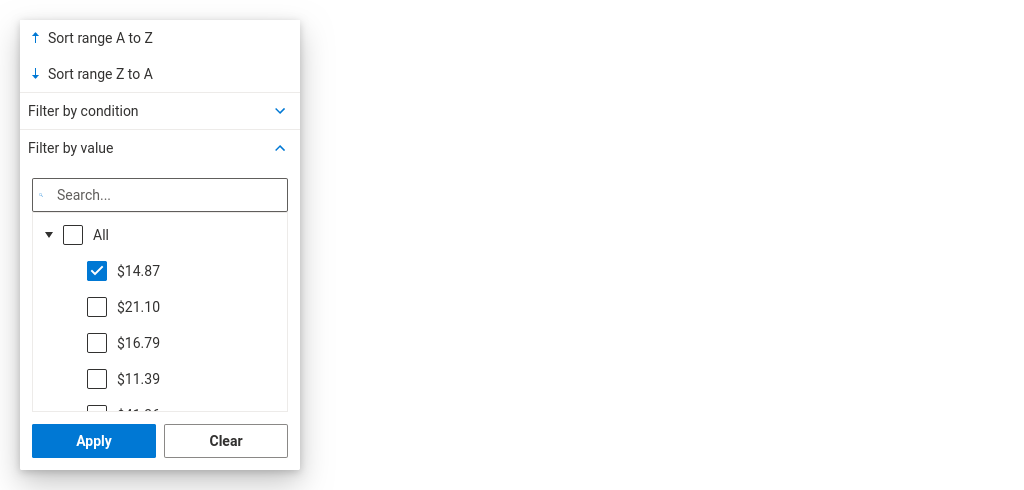 Sort range A to Z
Sort range Z to A
Filter by condition
Filter by value
Search...
All
$14.87
$21.10
$16.79
$11.39
Apply
Clear